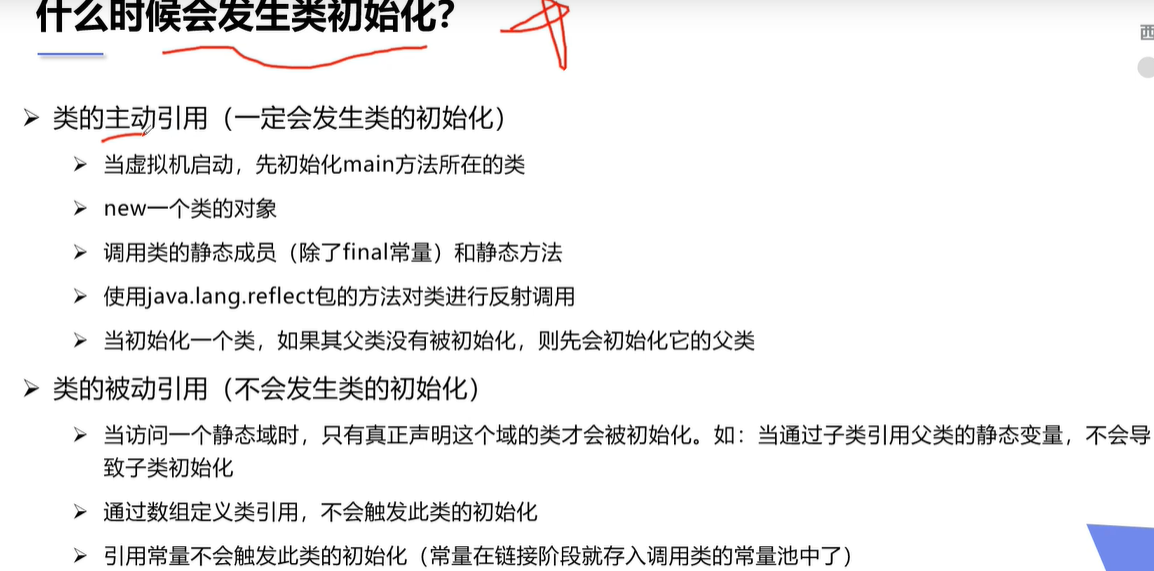 什么时候会发生类初始化？
西
➢ 类的主动引用（一定会发生类的初始化）
➢ 当虚拟机启动，先初始化main方法所在的类
➢ new一个类的对象
➢ 调用类的静态成员（除了final常量）和静态方法
➢ 使用java.lang.reflect包的方法对类进行反射调用
➢ 当初始化一个类，如果其父类没有被初始化，则先会初始化它的父类
➢ 类的被动引用（不会发生类的初始化）
➢ 当访问一个静态域时，只有真正声明这个域的类才会被初始化。如：当通过子类引用父类的静态变量，不会导
致子类初始化
➢ 通过数组定义类引用，不会触发此类的初始化
➢ 引用常量不会触发此类的初始化（常量在链接阶段就存入调用类的常量池中了）